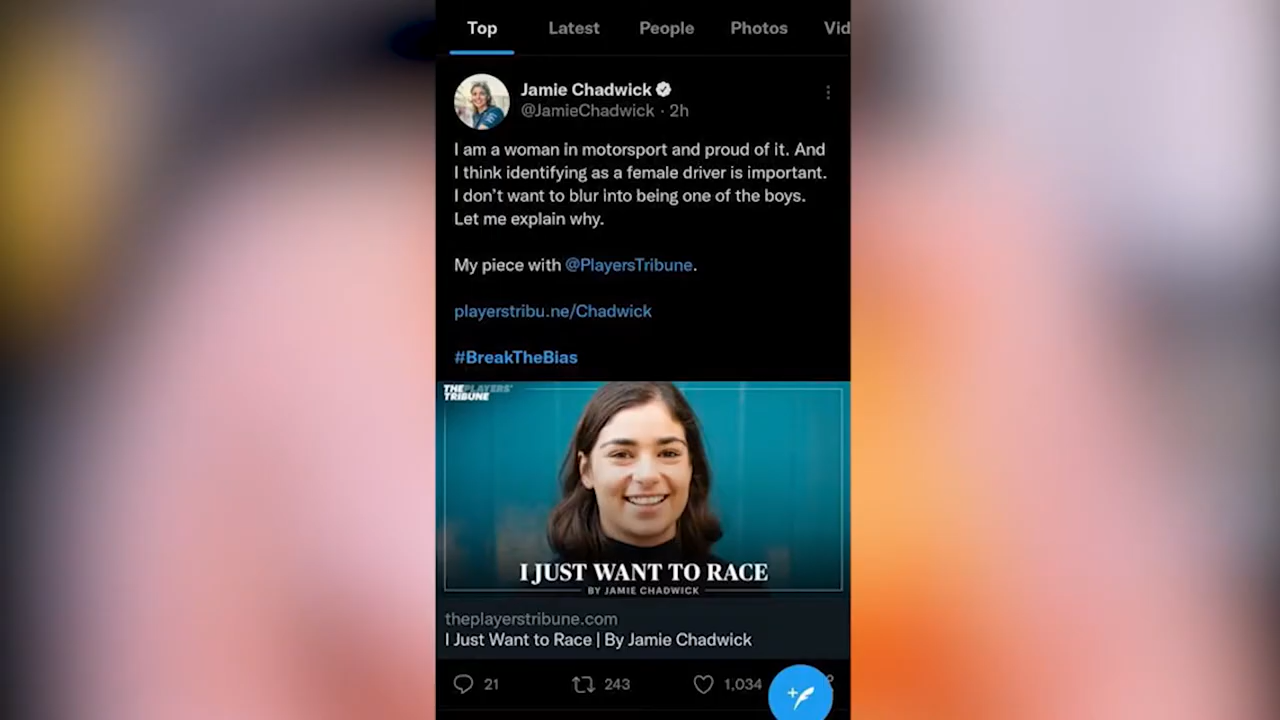 Top Latest People Photos Vid
Jamie Chadwick
@JamieChadwick · 2h
I am a woman in motorsport and proud of it. And
I think identifying as a female driver is important.
I don't want to blur into being one of the boys.
Let me explain why.
My piece with @PlayersTribune.
playerstribu.ne/Chadwick
#BreakTheBias
THE PLAYERS'
TRIBUNE
I JUST WANT TO RACE
BY JAMIE CHADWICK
theplayerstribune.com
I Just Want to Race | By Jamie Chadwick
21 243 1,034